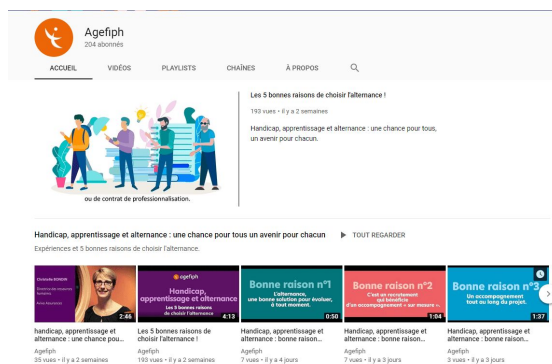 Agefiph
204 abonnés
ACCUEIL VIDÉOS PLAYLISTS CHAÎNES À PROPOS
Les 5 bonnes raisons de choisir l'alternance !
193 vues • il y a 2 semaines
Handicap, apprentissage et alternance : une chance pour tous,
un avenir pour chacun.
ou de contrat de professionnalisation.
Handicap, apprentissage et alternance : une chance pour tous un avenir pour chacun TOUT REGARDER
Expériences et 5 bonnes raisons de choisir l'alternance.
Christelle BONDIN
Directrice des ressources
humaines
2:46
agefiph
Handicap,
apprentissage et alternance
Les 5 bonnes raisons
de choisir l'alternance
4:13
Bonne raison n°1
L'alternance,
une bonne solution pour évoluer,
à tout moment.
0:50
Bonne raison n°2
C'est un recrutement
qui bénéficie
d'un accompagnement « sur mesure ».
1:04
Bonne raison n°3
Un accompagnement
tout au long du projet.
1:37
handicap, apprentissage et
alternance : une chance pou...
Agefiph
35 vues • il y a 2 semaines
Les 5 bonnes raisons de
choisir l'alternance !
Agefiph
193 vues • il y a 2 semaines
Handicap, apprentissage et
alternance : bonne raison...
Agefiph
7 vues • il y a 4 jours
Handicap, apprentissage et
alternance : bonne raison...
Agefiph
7 vues • il y a 3 jours
Handicap, apprentissage et
alternance : bonne raison...
Agefiph
3 vues • il y a 3 jours